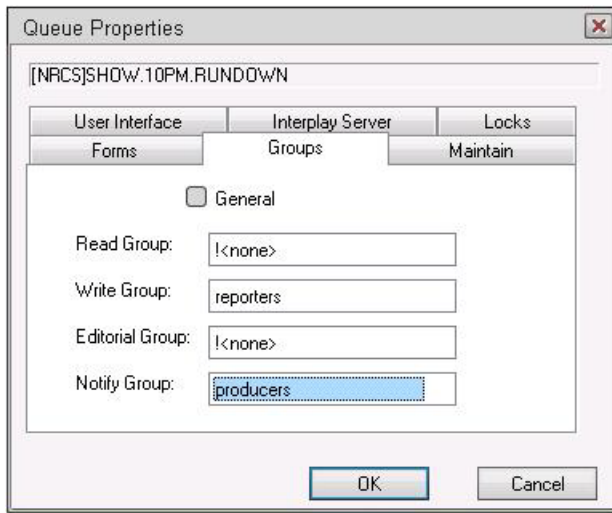 Queue Properties
[NRCS]SHOW.10PM.RUNDOWN
User Interface
Interplay Server
Locks
Forms
Groups
Maintain
General
Read Group: !<none>
Write Group: reporters
Editorial Group: !<none>
Notify Group: producers
OK
Cancel